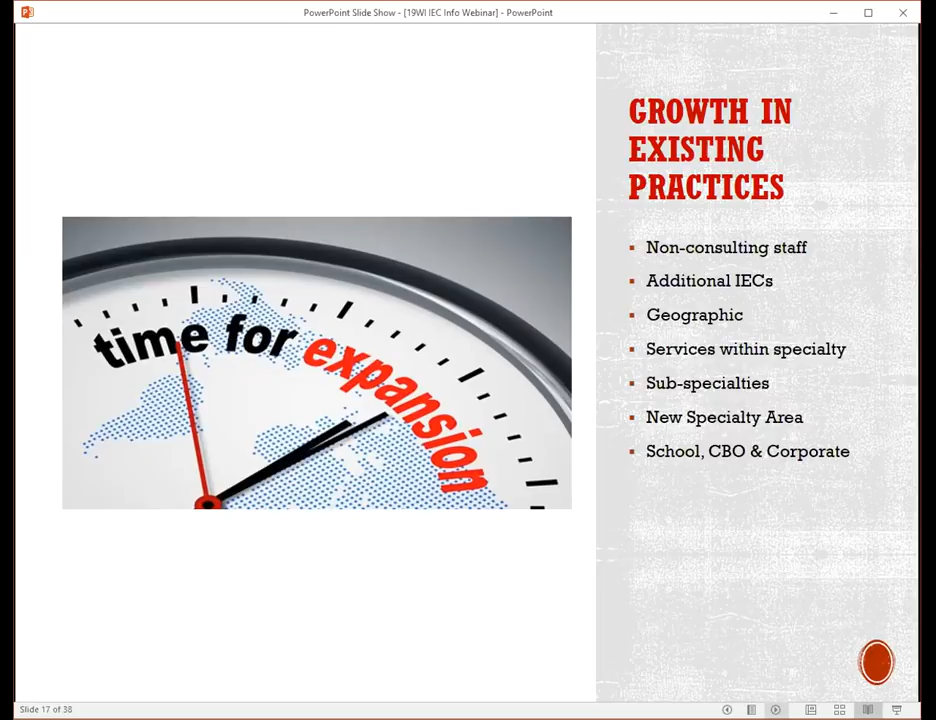 PowerPoint Slide Show - [19WI IEC Info Webinar] - PowerPoint
time for expansion
GROWTH IN
EXISTING
PRACTICES
Non-consulting staff
Additional IECs
Geographic
Services within specialty
Sub-specialties
New Specialty Area
School, CBO & Corporate
Slide 17 of 38